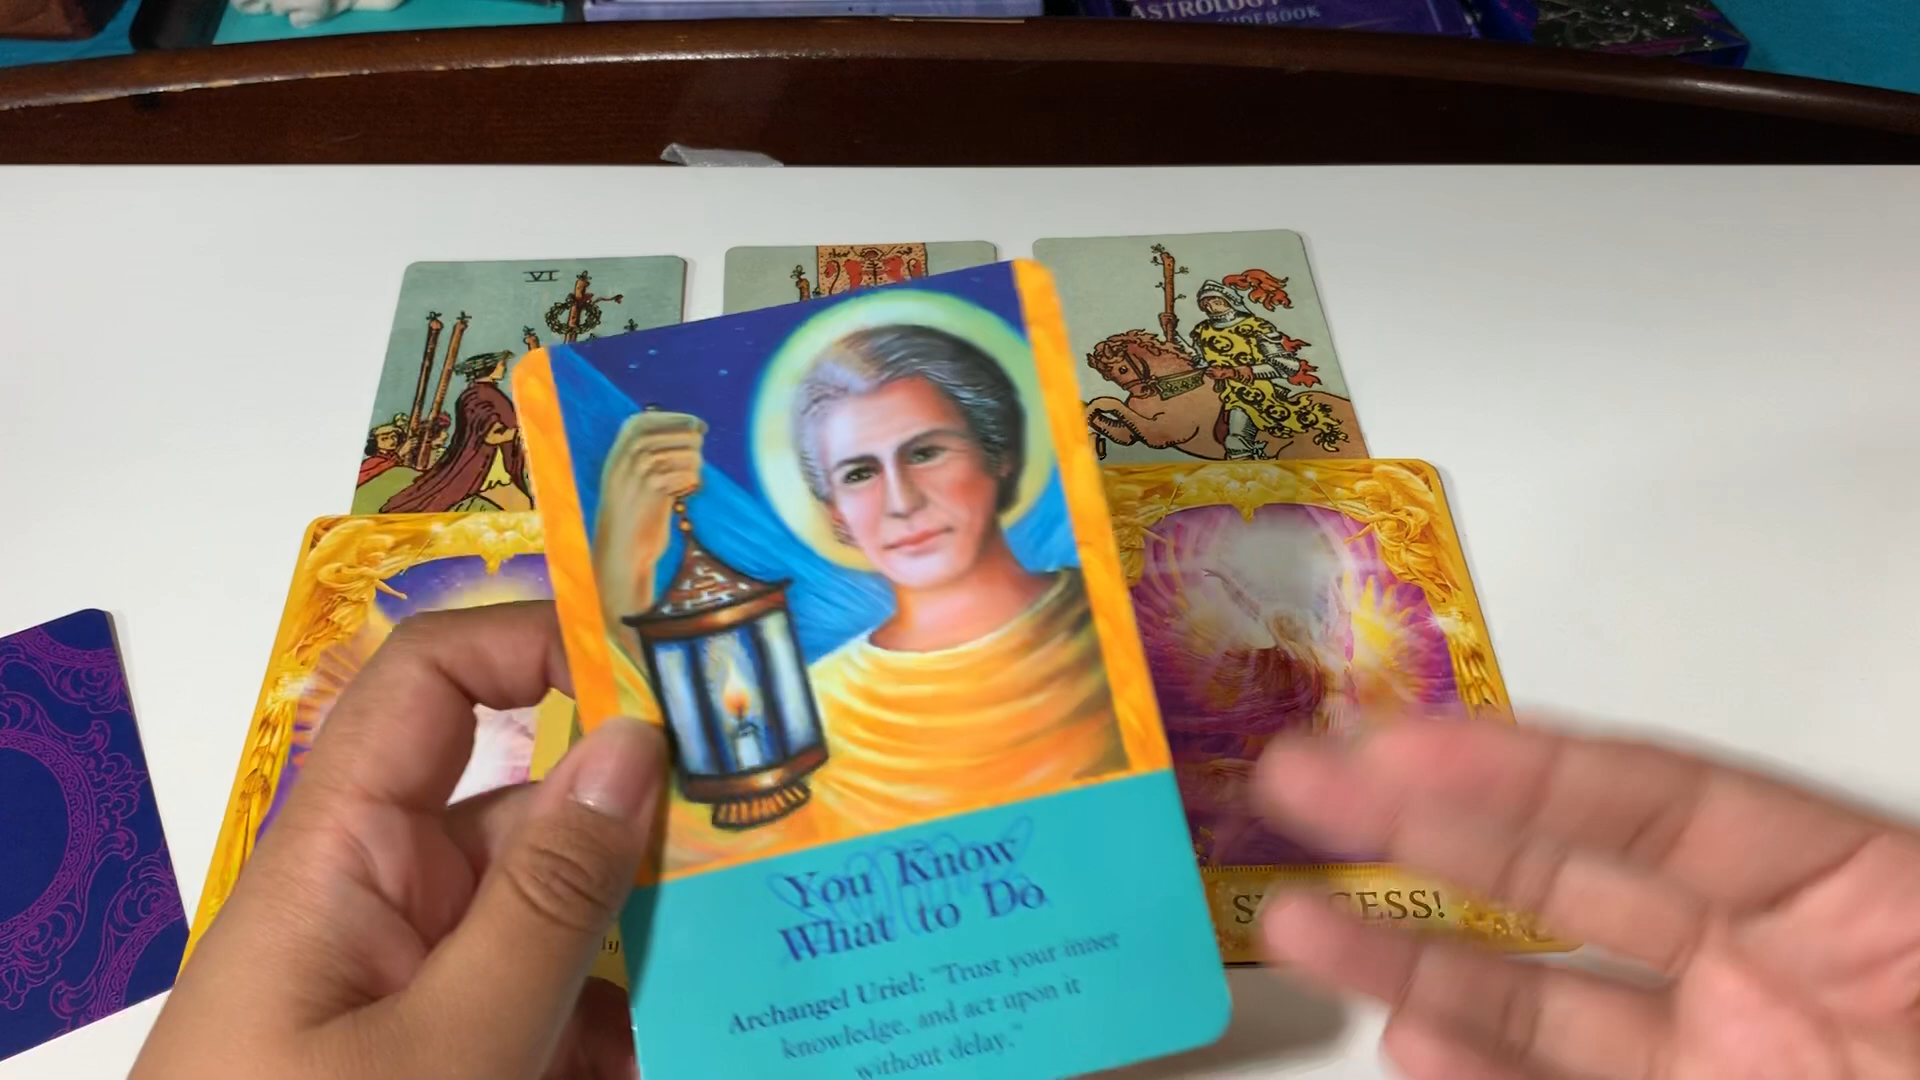 ASTROLOGY
GUIDEBOOK
VI
You Know
What to Do
Archangel Uriel: "Trust your inner
knowledge, and act upon it
without delay."
SUCCESS!
ly